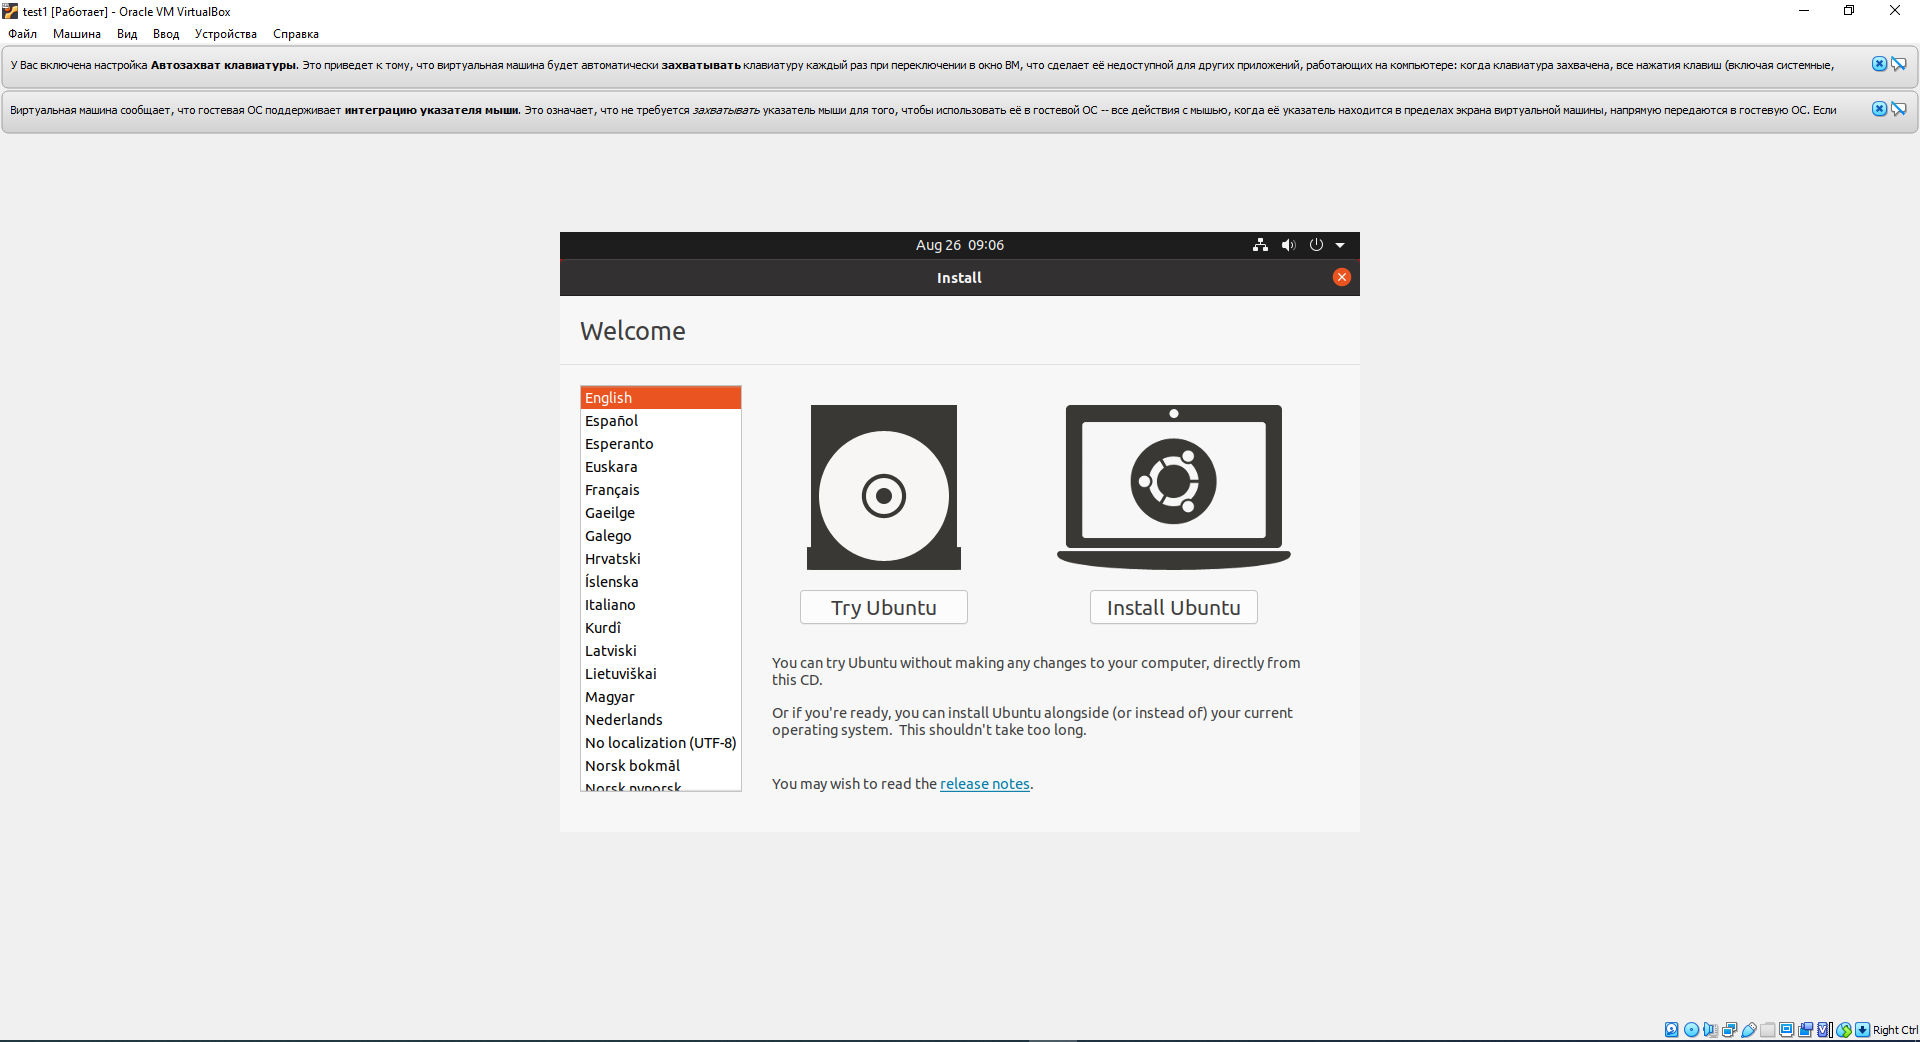 test1 [Работает] - Oracle VM VirtualBox
Файл Машина Вид Ввод Устройства Справка
У Вас включена настройка Автозахват клавиатуры. Это приведет к тому, что виртуальная машина будет автоматически захватывать клавиатуру каждый раз при переключении в окно ВМ, что сделает её недоступной для других приложений, работающих на компьютере: когда клавиатура захвачена, все нажатия клавиш (включая системные,
Виртуальная машина сообщает, что гостевая ОС поддерживает интеграцию указателя мыши. Это означает, что не требуется захватывать указатель мыши для того, чтобы использовать её в гостевой ОС -- все действия с мышью, когда её указатель находится в пределах экрана виртуальной машины, напрямую передаются в гостевую ОС. Если
Aug 26 09:06
Install
Welcome
English
Español
Esperanto
Euskara
Français
Gaeilge
Galego
Hrvatski
Íslenska
Italiano
Kurdî
Latviski
Lietuviškai
Magyar
Nederlands
No localization (UTF-8)
Norsk bokmål
Norsk nynorsk
Try Ubuntu
Install Ubuntu
You can try Ubuntu without making any changes to your computer, directly from
this CD.
Or if you're ready, you can install Ubuntu alongside (or instead of) your current
operating system. This shouldn't take too long.
You may wish to read the release notes.
Right Ctrl